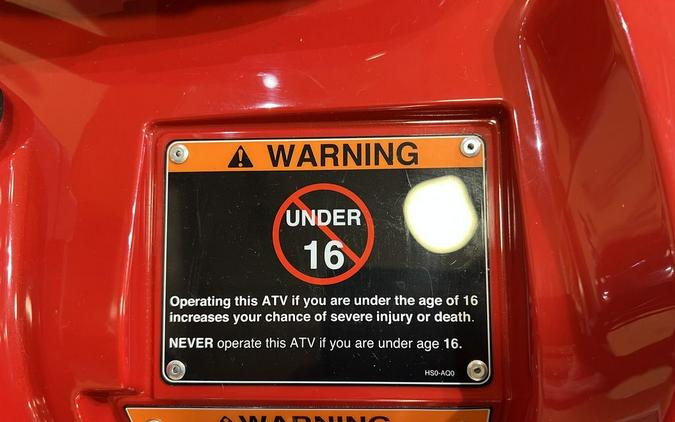 WARNING
UNDER
16
Operating this ATV if you are under the age of 16
increases your chance of severe injury or death.
NEVER operate this ATV if you are under age 16.
HS0-AQ0
WARNING